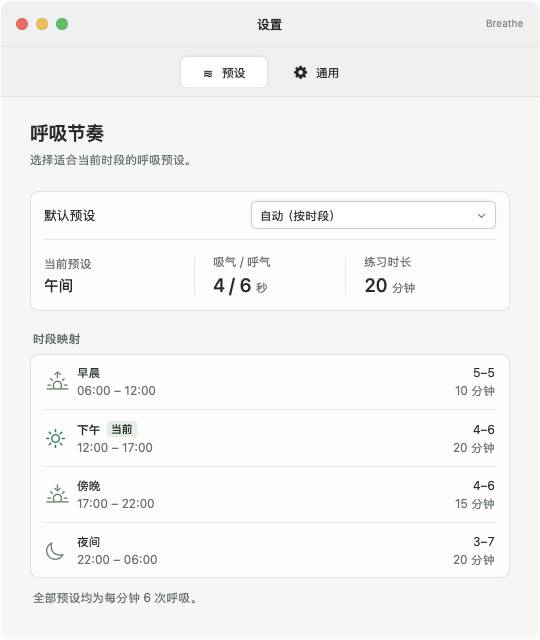 设置
Breathe
预设
通用
呼吸节奏
选择适合当前时段的呼吸预设。
默认预设
自动（按时段）
当前预设
午间
吸气 / 呼气
4 / 6 秒
练习时长
20 分钟
时段映射
早晨
5–5
06:00 – 12:00
10 分钟
下午 当前
4–6
12:00 – 17:00
20 分钟
傍晚
4–6
17:00 – 22:00
15 分钟
夜间
3–7
22:00 – 06:00
20 分钟
全部预设均为每分钟 6 次呼吸。